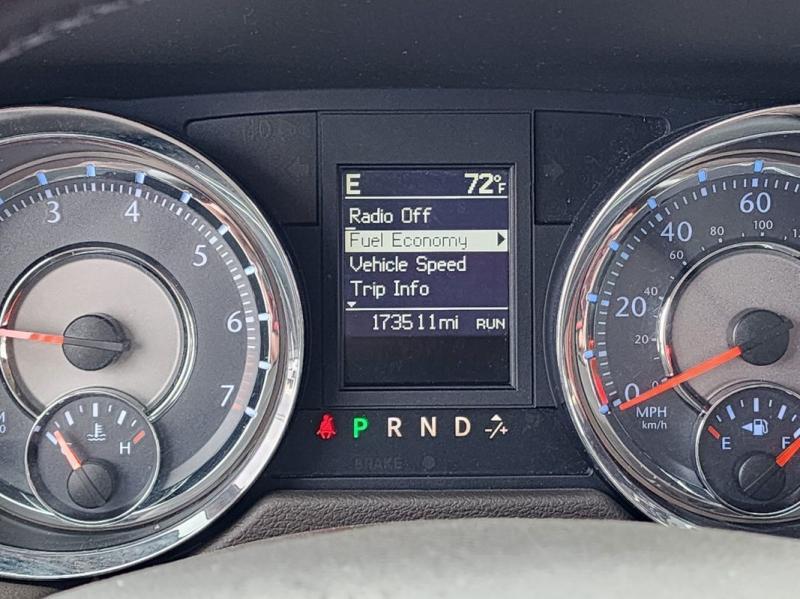 E 72°F
Radio Off
Fuel Economy
Vehicle Speed
Trip Info
173511mi RUN
3 4 5 6 7
H
P R N D -/+
BRAKE
0 20 40 60
20 60 80 100
MPH
km/h
E F